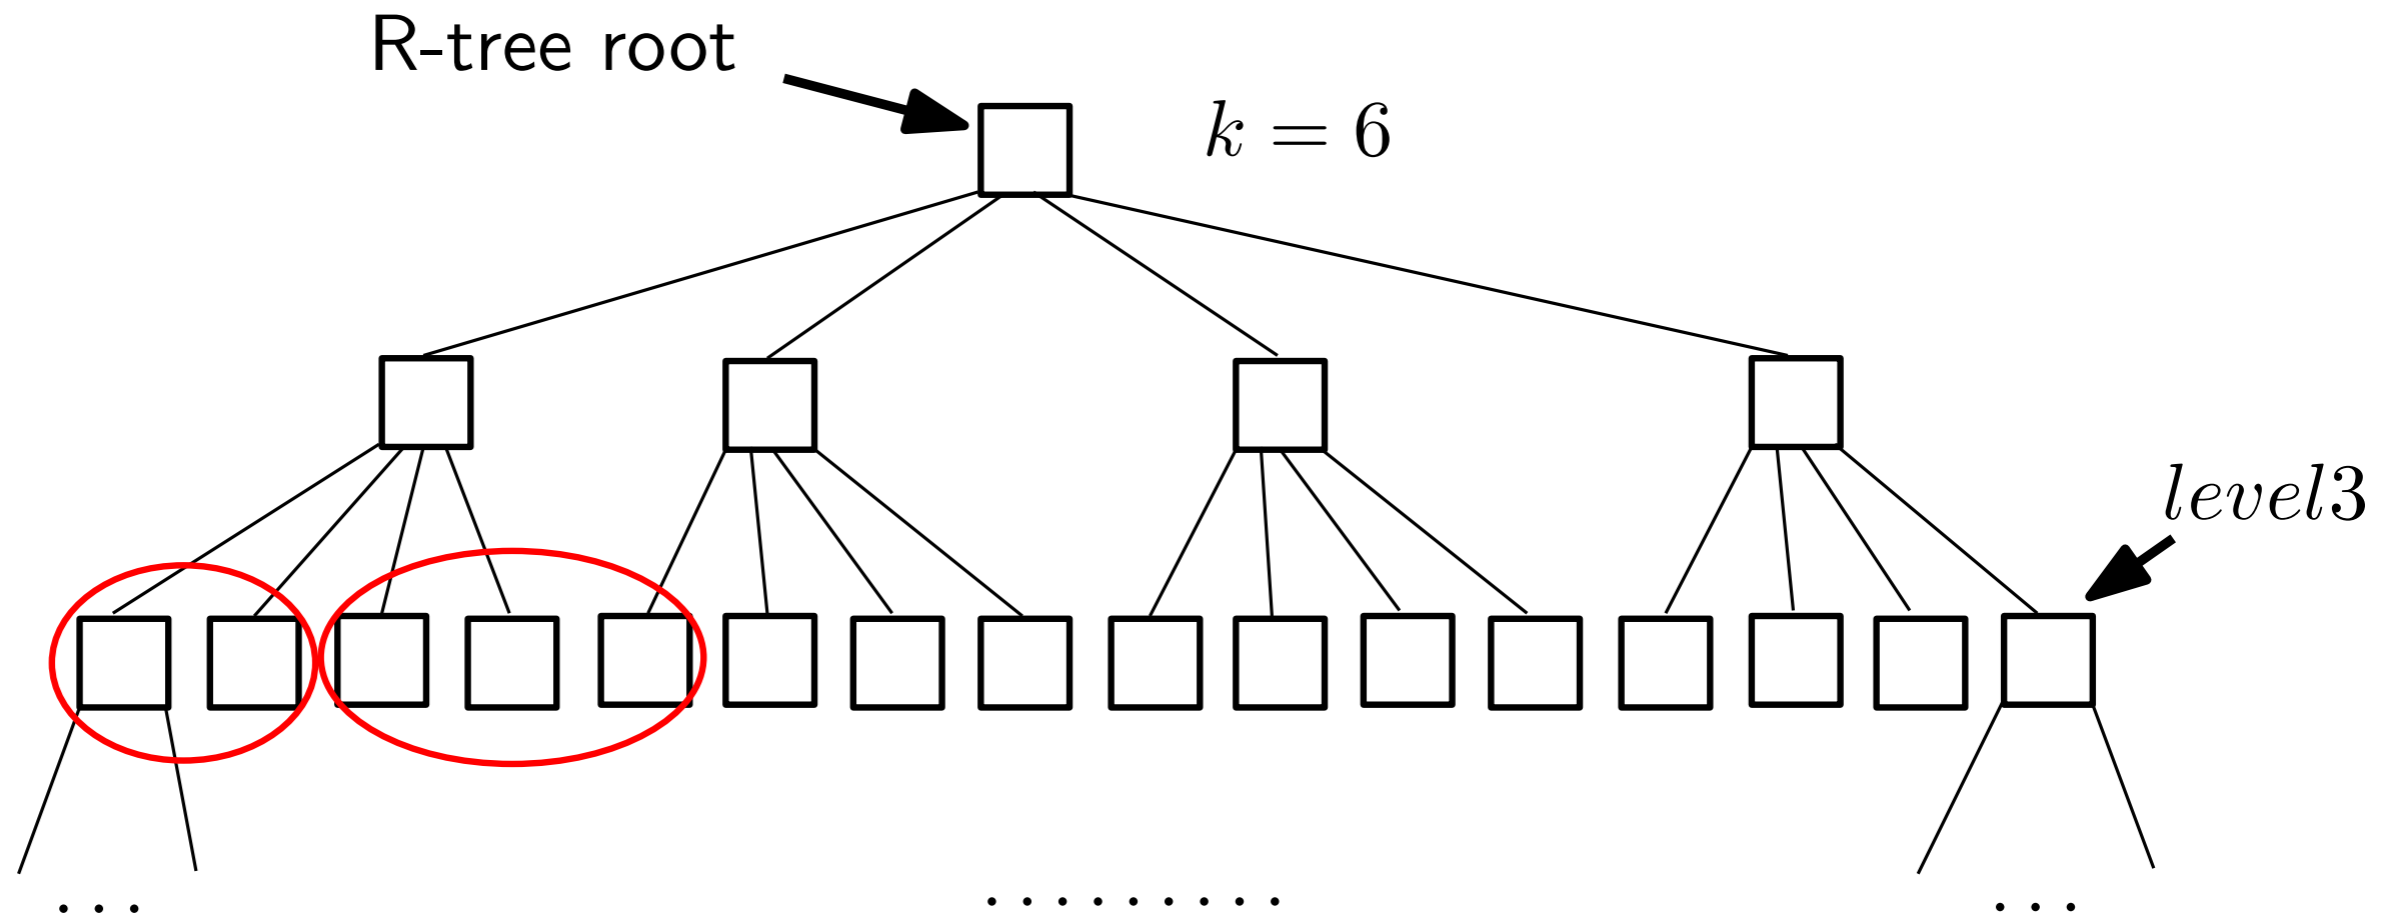 R-tree root
k = 6
level3
. . .
. . . . . . . . .
. . .